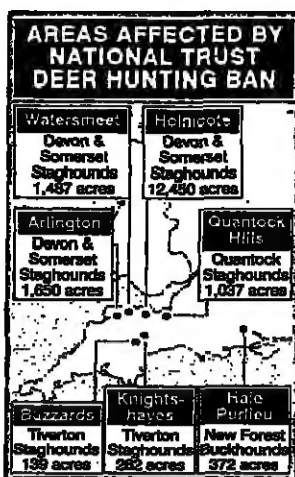 AREAS AFFECTED BY
NATIONAL TRUST
DEER HUNTING BAN
Watersmeet
Devon &
Somerset
Staghounds
1,487 acres
Holnicote
Devon &
Somerset
Staghounds
12,450 acres
Arlington
Devon &
Somerset
Staghounds
1,650 acres
Quantock
Hills
Quantock
Staghounds
1,037 acres
Buzzards
Tiverton
Staghounds
139 acres
Knights-
hayes
Tiverton
Staghounds
262 acres
Hale
Purlieu
New Forest
Buckhounds
372 acres